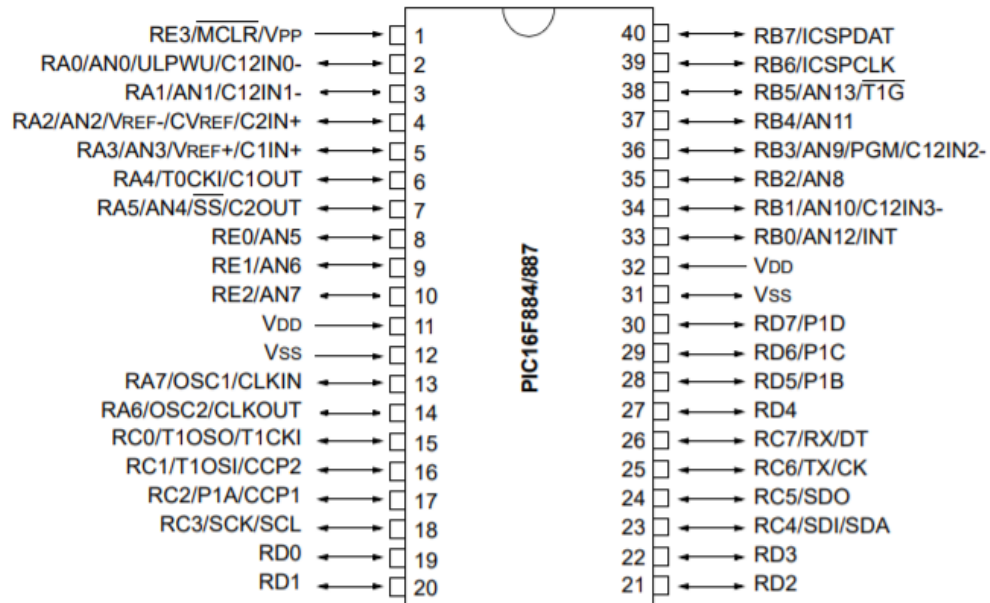 RE3/MCLR/VPP 1
RA0/AN0/ULPWU/C12IN0- 2
RA1/AN1/C12IN1- 3
RA2/AN2/VREF-/CVREF/C2IN+ 4
RA3/AN3/VREF+/C1IN+ 5
RA4/T0CKI/C1OUT 6
RA5/AN4/SS/C2OUT 7
RE0/AN5 8
RE1/AN6 9
RE2/AN7 10
VDD 11
VSS 12
RA7/OSC1/CLKIN 13
RA6/OSC2/CLKOUT 14
RC0/T1OSO/T1CKI 15
RC1/T1OSI/CCP2 16
RC2/P1A/CCP1 17
RC3/SCK/SCL 18
RD0 19
RD1 20
PIC16F884/887
40 RB7/ICSPDAT
39 RB6/ICSPCLK
38 RB5/AN13/T1G
37 RB4/AN11
36 RB3/AN9/PGM/C12IN2-
35 RB2/AN8
34 RB1/AN10/C12IN3-
33 RB0/AN12/INT
32 VDD
31 VSS
30 RD7/P1D
29 RD6/P1C
28 RD5/P1B
27 RD4
26 RC7/RX/DT
25 RC6/TX/CK
24 RC5/SDO
23 RC4/SDI/SDA
22 RD3
21 RD2